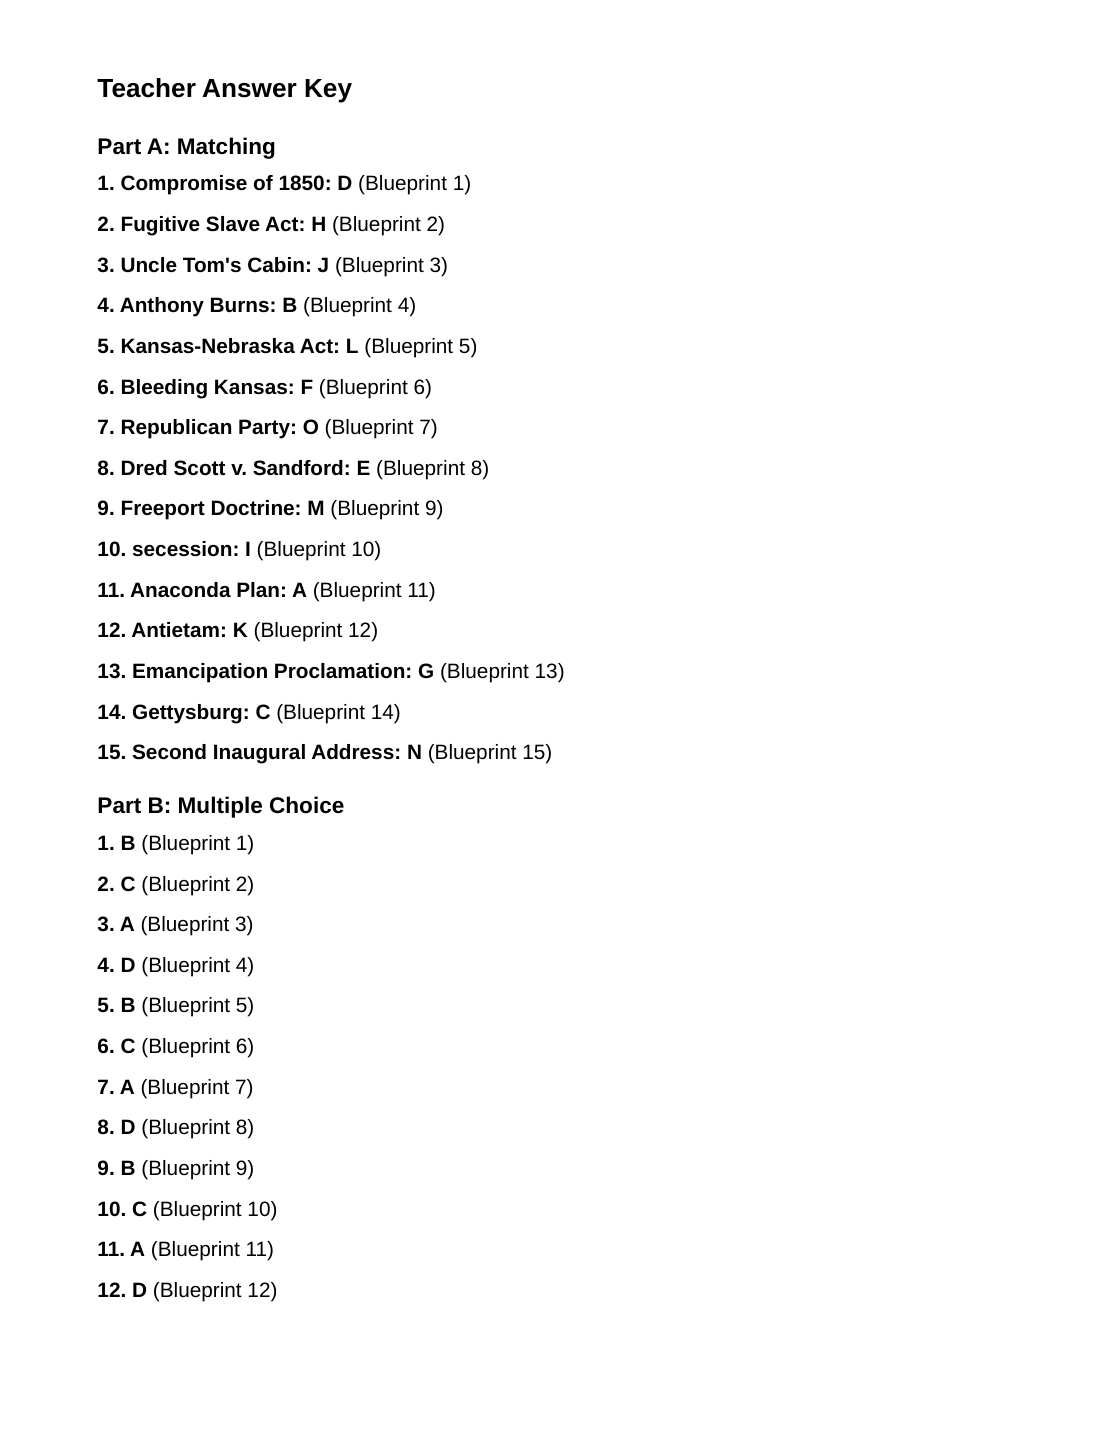 Teacher Answer Key
Part A: Matching
1. Compromise of 1850: D (Blueprint 1)
2. Fugitive Slave Act: H (Blueprint 2)
3. Uncle Tom's Cabin: J (Blueprint 3)
4. Anthony Burns: B (Blueprint 4)
5. Kansas-Nebraska Act: L (Blueprint 5)
6. Bleeding Kansas: F (Blueprint 6)
7. Republican Party: O (Blueprint 7)
8. Dred Scott v. Sandford: E (Blueprint 8)
9. Freeport Doctrine: M (Blueprint 9)
10. secession: I (Blueprint 10)
11. Anaconda Plan: A (Blueprint 11)
12. Antietam: K (Blueprint 12)
13. Emancipation Proclamation: G (Blueprint 13)
14. Gettysburg: C (Blueprint 14)
15. Second Inaugural Address: N (Blueprint 15)
Part B: Multiple Choice
1. B (Blueprint 1)
2. C (Blueprint 2)
3. A (Blueprint 3)
4. D (Blueprint 4)
5. B (Blueprint 5)
6. C (Blueprint 6)
7. A (Blueprint 7)
8. D (Blueprint 8)
9. B (Blueprint 9)
10. C (Blueprint 10)
11. A (Blueprint 11)
12. D (Blueprint 12)